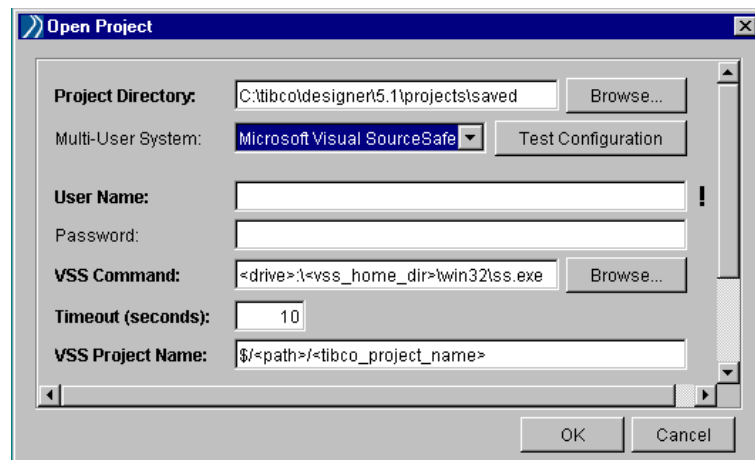 Open Project
Project Directory: C:\tibco\designer\5.1\projects\saved Browse...
Multi-User System: Microsoft Visual SourceSafe Test Configuration
User Name: !
Password:
VSS Command: <drive>:\<vss_home_dir>\win32\ss.exe Browse...
Timeout (seconds): 10
VSS Project Name: $/<path>/<tibco_project_name>
OK Cancel